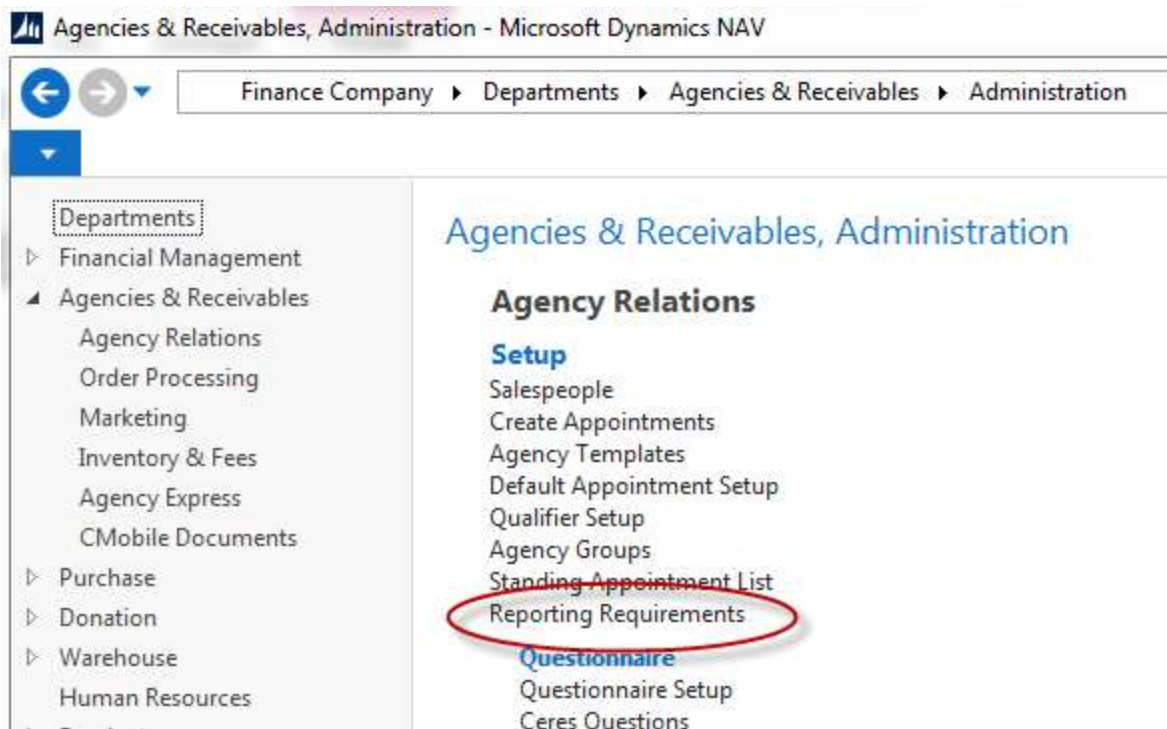 Agencies & Receivables, Administration - Microsoft Dynamics NAV
Finance Company ▸ Departments ▸ Agencies & Receivables ▸ Administration
Departments
Financial Management
Agencies & Receivables
Agency Relations
Order Processing
Marketing
Inventory & Fees
Agency Express
CMobile Documents
Purchase
Donation
Warehouse
Human Resources
Agencies & Receivables, Administration
Agency Relations
Setup
Salespeople
Create Appointments
Agency Templates
Default Appointment Setup
Qualifier Setup
Agency Groups
Standing Appointment List
Reporting Requirements
Questionnaire
Questionnaire Setup
Ceres Questions